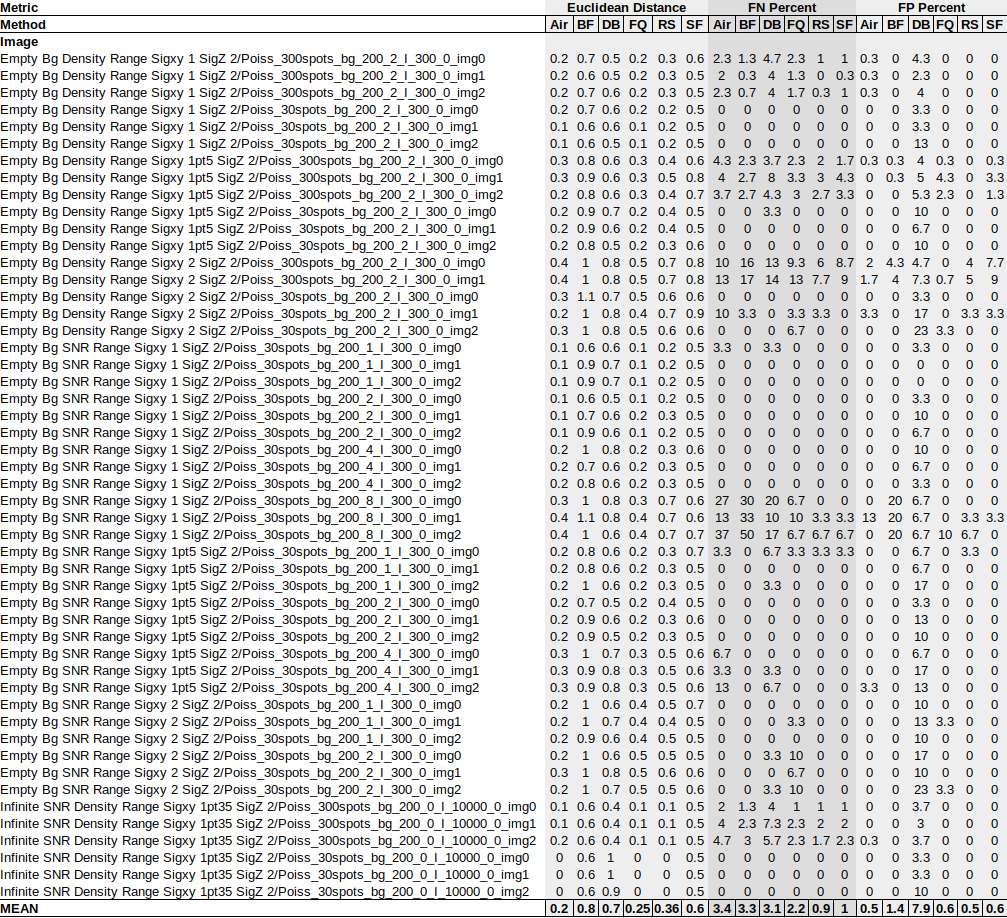 Metric Euclidean Distance FN Percent FP Percent
Method Air BF DB FQ RS SF Air BF DB FQ RS SF Air BF DB FQ RS SF
Image
Empty Bg Density Range Sigxy 1 SigZ 2/Poiss_300spots_bg_200_2_I_300_0_img0 0.2 0.7 0.5 0.2 0.3 0.6 2.3 1.3 4.7 2.3 1 1 0.3 0 4.3 0 0 0
Empty Bg Density Range Sigxy 1 SigZ 2/Poiss_300spots_bg_200_2_I_300_0_img1 0.2 0.6 0.5 0.2 0.3 0.5 2 0.3 4 1.3 0 0.3 0.3 0 2.3 0 0 0
Empty Bg Density Range Sigxy 1 SigZ 2/Poiss_300spots_bg_200_2_I_300_0_img2 0.2 0.7 0.6 0.2 0.3 0.5 2.3 0.7 4 1.7 0.3 1 0.3 0 4 0 0 0
Empty Bg Density Range Sigxy 1 SigZ 2/Poiss_30spots_bg_200_2_I_300_0_img0 0.2 0.7 0.6 0.2 0.2 0.5 0 0 0 0 0 0 0 0 3.3 0 0 0
Empty Bg Density Range Sigxy 1 SigZ 2/Poiss_30spots_bg_200_2_I_300_0_img1 0.1 0.6 0.6 0.1 0.2 0.5 0 0 0 0 0 0 0 0 3.3 0 0 0
Empty Bg Density Range Sigxy 1 SigZ 2/Poiss_30spots_bg_200_2_I_300_0_img2 0.1 0.6 0.5 0.1 0.2 0.5 0 0 0 0 0 0 0 0 13 0 0 0
Empty Bg Density Range Sigxy 1pt5 SigZ 2/Poiss_300spots_bg_200_2_I_300_0_img0 0.3 0.8 0.6 0.3 0.4 0.6 4.3 2.3 3.7 2.3 2 1.7 0.3 0.3 4 0.3 0 0.3
Empty Bg Density Range Sigxy 1pt5 SigZ 2/Poiss_300spots_bg_200_2_I_300_0_img1 0.3 0.9 0.6 0.3 0.5 0.8 4 2.7 8 3.3 3 4.3 0 0.3 5 4.3 0 3.3
Empty Bg Density Range Sigxy 1pt5 SigZ 2/Poiss_300spots_bg_200_2_I_300_0_img2 0.2 0.8 0.6 0.3 0.4 0.7 3.7 2.7 4.3 3 2.7 3.3 0 0 5.3 2.3 0 1.3
Empty Bg Density Range Sigxy 1pt5 SigZ 2/Poiss_30spots_bg_200_2_I_300_0_img0 0.2 0.9 0.7 0.2 0.4 0.5 0 0 3.3 0 0 0 0 0 10 0 0 0
Empty Bg Density Range Sigxy 1pt5 SigZ 2/Poiss_30spots_bg_200_2_I_300_0_img1 0.2 0.9 0.6 0.2 0.4 0.5 0 0 0 0 0 0 0 0 6.7 0 0 0
Empty Bg Density Range Sigxy 1pt5 SigZ 2/Poiss_30spots_bg_200_2_I_300_0_img2 0.2 0.8 0.5 0.2 0.3 0.6 0 0 0 0 0 0 0 0 10 0 0 0
Empty Bg Density Range Sigxy 2 SigZ 2/Poiss_300spots_bg_200_2_I_300_0_img0 0.4 1 0.8 0.5 0.7 0.8 10 16 13 9.3 6 8.7 2 4.3 4.7 0 4 7.7
Empty Bg Density Range Sigxy 2 SigZ 2/Poiss_300spots_bg_200_2_I_300_0_img1 0.4 1 0.8 0.5 0.7 0.8 13 17 14 13 7.7 9 1.7 4 7.3 0.7 5 9
Empty Bg Density Range Sigxy 2 SigZ 2/Poiss_30spots_bg_200_2_I_300_0_img0 0.3 1.1 0.7 0.5 0.6 0.6 0 0 0 0 0 0 0 0 3.3 0 0 0
Empty Bg Density Range Sigxy 2 SigZ 2/Poiss_30spots_bg_200_2_I_300_0_img1 0.2 1 0.8 0.4 0.7 0.9 10 3.3 0 3.3 3.3 0 3.3 0 17 0 3.3 3.3
Empty Bg Density Range Sigxy 2 SigZ 2/Poiss_30spots_bg_200_2_I_300_0_img2 0.3 1 0.8 0.5 0.6 0.6 0 0 0 6.7 0 0 0 0 23 3.3 0 0
Empty Bg SNR Range Sigxy 1 SigZ 2/Poiss_30spots_bg_200_1_I_300_0_img0 0.1 0.6 0.6 0.1 0.2 0.5 3.3 0 3.3 0 0 0 0 0 3.3 0 0 0
Empty Bg SNR Range Sigxy 1 SigZ 2/Poiss_30spots_bg_200_1_I_300_0_img1 0.1 0.9 0.7 0.1 0.2 0.5 0 0 0 0 0 0 0 0 0 0 0 0
Empty Bg SNR Range Sigxy 1 SigZ 2/Poiss_30spots_bg_200_1_I_300_0_img2 0.1 0.9 0.7 0.1 0.2 0.5 0 0 0 0 0 0 0 0 0 0 0 0
Empty Bg SNR Range Sigxy 1 SigZ 2/Poiss_30spots_bg_200_2_I_300_0_img0 0.1 0.6 0.5 0.1 0.2 0.5 0 0 0 0 0 0 0 0 3.3 0 0 0
Empty Bg SNR Range Sigxy 1 SigZ 2/Poiss_30spots_bg_200_2_I_300_0_img1 0.1 0.7 0.6 0.2 0.3 0.5 0 0 0 0 0 0 0 0 10 0 0 0
Empty Bg SNR Range Sigxy 1 SigZ 2/Poiss_30spots_bg_200_2_I_300_0_img2 0.1 0.9 0.6 0.1 0.2 0.5 0 0 0 0 0 0 0 0 6.7 0 0 0
Empty Bg SNR Range Sigxy 1 SigZ 2/Poiss_30spots_bg_200_4_I_300_0_img0 0.2 1 0.8 0.2 0.3 0.6 0 0 0 0 0 0 0 0 10 0 0 0
Empty Bg SNR Range Sigxy 1 SigZ 2/Poiss_30spots_bg_200_4_I_300_0_img1 0.2 0.7 0.6 0.2 0.3 0.5 0 0 0 0 0 0 0 0 6.7 0 0 0
Empty Bg SNR Range Sigxy 1 SigZ 2/Poiss_30spots_bg_200_4_I_300_0_img2 0.2 0.8 0.6 0.2 0.3 0.5 0 0 0 0 0 0 0 0 3.3 0 0 0
Empty Bg SNR Range Sigxy 1 SigZ 2/Poiss_30spots_bg_200_8_I_300_0_img0 0.3 1 0.8 0.3 0.7 0.6 27 30 20 6.7 0 0 0 20 6.7 0 0 0
Empty Bg SNR Range Sigxy 1 SigZ 2/Poiss_30spots_bg_200_8_I_300_0_img1 0.4 1.1 0.8 0.4 0.7 0.6 13 33 10 10 3.3 3.3 13 20 6.7 0 3.3 3.3
Empty Bg SNR Range Sigxy 1 SigZ 2/Poiss_30spots_bg_200_8_I_300_0_img2 0.4 1 0.6 0.4 0.7 0.7 37 50 17 6.7 6.7 6.7 0 20 6.7 10 6.7 0
Empty Bg SNR Range Sigxy 1pt5 SigZ 2/Poiss_30spots_bg_200_1_I_300_0_img0 0.2 0.8 0.6 0.2 0.3 0.7 3.3 0 6.7 3.3 3.3 3.3 0 0 6.7 0 3.3 0
Empty Bg SNR Range Sigxy 1pt5 SigZ 2/Poiss_30spots_bg_200_1_I_300_0_img1 0.2 0.8 0.6 0.2 0.3 0.5 0 0 0 0 0 0 0 0 6.7 0 0 0
Empty Bg SNR Range Sigxy 1pt5 SigZ 2/Poiss_30spots_bg_200_1_I_300_0_img2 0.2 1 0.6 0.2 0.3 0.5 0 0 3.3 0 0 0 0 0 17 0 0 0
Empty Bg SNR Range Sigxy 1pt5 SigZ 2/Poiss_30spots_bg_200_2_I_300_0_img0 0.2 0.7 0.5 0.2 0.4 0.5 0 0 0 0 0 0 0 0 3.3 0 0 0
Empty Bg SNR Range Sigxy 1pt5 SigZ 2/Poiss_30spots_bg_200_2_I_300_0_img1 0.2 0.9 0.6 0.2 0.3 0.6 0 0 0 0 0 0 0 0 13 0 0 0
Empty Bg SNR Range Sigxy 1pt5 SigZ 2/Poiss_30spots_bg_200_2_I_300_0_img2 0.2 0.9 0.5 0.2 0.3 0.5 0 0 0 0 0 0 0 0 10 0 0 0
Empty Bg SNR Range Sigxy 1pt5 SigZ 2/Poiss_30spots_bg_200_4_I_300_0_img0 0.3 1 0.7 0.3 0.5 0.6 6.7 0 0 0 0 0 0 0 6.7 0 0 0
Empty Bg SNR Range Sigxy 1pt5 SigZ 2/Poiss_30spots_bg_200_4_I_300_0_img1 0.3 0.9 0.8 0.3 0.5 0.6 3.3 0 3.3 0 0 0 0 0 17 0 0 0
Empty Bg SNR Range Sigxy 1pt5 SigZ 2/Poiss_30spots_bg_200_4_I_300_0_img2 0.3 0.9 0.8 0.3 0.5 0.6 13 0 6.7 0 0 0 3.3 0 13 0 0 0
Empty Bg SNR Range Sigxy 2 SigZ 2/Poiss_30spots_bg_200_1_I_300_0_img0 0.2 1 0.6 0.4 0.5 0.7 0 0 0 0 0 0 0 0 10 0 0 0
Empty Bg SNR Range Sigxy 2 SigZ 2/Poiss_30spots_bg_200_1_I_300_0_img1 0.2 1 0.7 0.4 0.4 0.5 0 0 0 3.3 0 0 0 0 13 3.3 0 0
Empty Bg SNR Range Sigxy 2 SigZ 2/Poiss_30spots_bg_200_1_I_300_0_img2 0.2 0.9 0.6 0.4 0.5 0.5 0 0 0 0 0 0 0 0 10 0 0 0
Empty Bg SNR Range Sigxy 2 SigZ 2/Poiss_30spots_bg_200_2_I_300_0_img0 0.2 1 0.6 0.5 0.5 0.5 0 0 3.3 10 0 0 0 0 17 0 0 0
Empty Bg SNR Range Sigxy 2 SigZ 2/Poiss_30spots_bg_200_2_I_300_0_img1 0.3 1 0.8 0.5 0.6 0.6 0 0 0 6.7 0 0 0 0 10 0 0 0
Empty Bg SNR Range Sigxy 2 SigZ 2/Poiss_30spots_bg_200_2_I_300_0_img2 0.2 1 0.7 0.5 0.5 0.6 0 0 3.3 10 0 0 0 0 23 3.3 0 0
Infinite SNR Density Range Sigxy 1pt35 SigZ 2/Poiss_300spots_bg_200_0_I_10000_0_img0 0.1 0.6 0.4 0.1 0.1 0.5 2 1.3 4 1 1 1 0 0 3.7 0 0 0
Infinite SNR Density Range Sigxy 1pt35 SigZ 2/Poiss_300spots_bg_200_0_I_10000_0_img1 0.1 0.6 0.4 0.1 0.1 0.5 4 2.3 7.3 2.3 2 2 0 0 3 0 0 0
Infinite SNR Density Range Sigxy 1pt35 SigZ 2/Poiss_300spots_bg_200_0_I_10000_0_img2 0.2 0.6 0.4 0.1 0.1 0.5 4.7 3 5.7 2.3 1.7 2.3 0.3 0 3.7 0 0 0
Infinite SNR Density Range Sigxy 1pt35 SigZ 2/Poiss_30spots_bg_200_0_I_10000_0_img0 0 0.6 1 0 0 0.5 0 0 0 0 0 0 0 0 3.3 0 0 0
Infinite SNR Density Range Sigxy 1pt35 SigZ 2/Poiss_30spots_bg_200_0_I_10000_0_img1 0 0.6 1 0 0 0.5 0 0 0 0 0 0 0 0 3.3 0 0 0
Infinite SNR Density Range Sigxy 1pt35 SigZ 2/Poiss_30spots_bg_200_0_I_10000_0_img2 0 0.6 0.9 0 0 0.5 0 0 0 0 0 0 0 0 10 0 0 0
MEAN 0.2 0.8 0.7 0.25 0.36 0.6 3.4 3.3 3.1 2.2 0.9 1 0.5 1.4 7.9 0.6 0.5 0.6